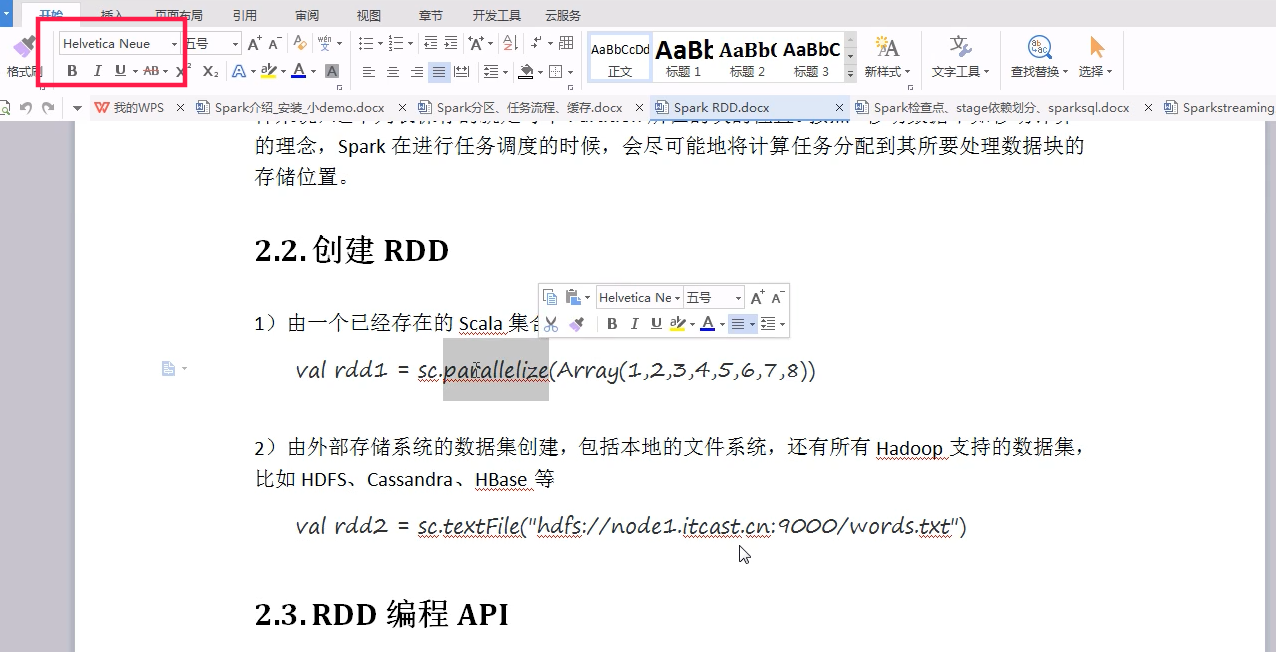 开始 插入 页面布局 引用 审阅 视图 章节 开发工具 云服务
格式刷 Helvetica Neue 五号 A+ A-
B I U AB X² X₂ A A A
AaBbCcDd AaBb AaBb( AaBbC
正文 标题 1 标题 2 标题 3 新样式 文字工具 查找替换 选择
我的WPS Spark介绍_安装_小demo.docx Spark分区、任务流程、缓存.docx Spark RDD.docx Spark检查点、stage依赖划分、sparksql.docx Sparkstreaming
的理念，Spark 在进行任务调度的时候，会尽可能地将计算任务分配到其所要处理数据块的
存储位置。
2.2. 创建 RDD
Helvetica Ne 五号 A+ A-
B I U A
1）由一个已经存在的 Scala 集合
val rdd1 = sc.parallelize(Array(1,2,3,4,5,6,7,8))
2）由外部存储系统的数据集创建，包括本地的文件系统，还有所有 Hadoop 支持的数据集，
比如 HDFS、Cassandra、HBase 等
val rdd2 = sc.textFile("hdfs://node1.itcast.cn:9000/words.txt")
2.3. RDD 编程 API